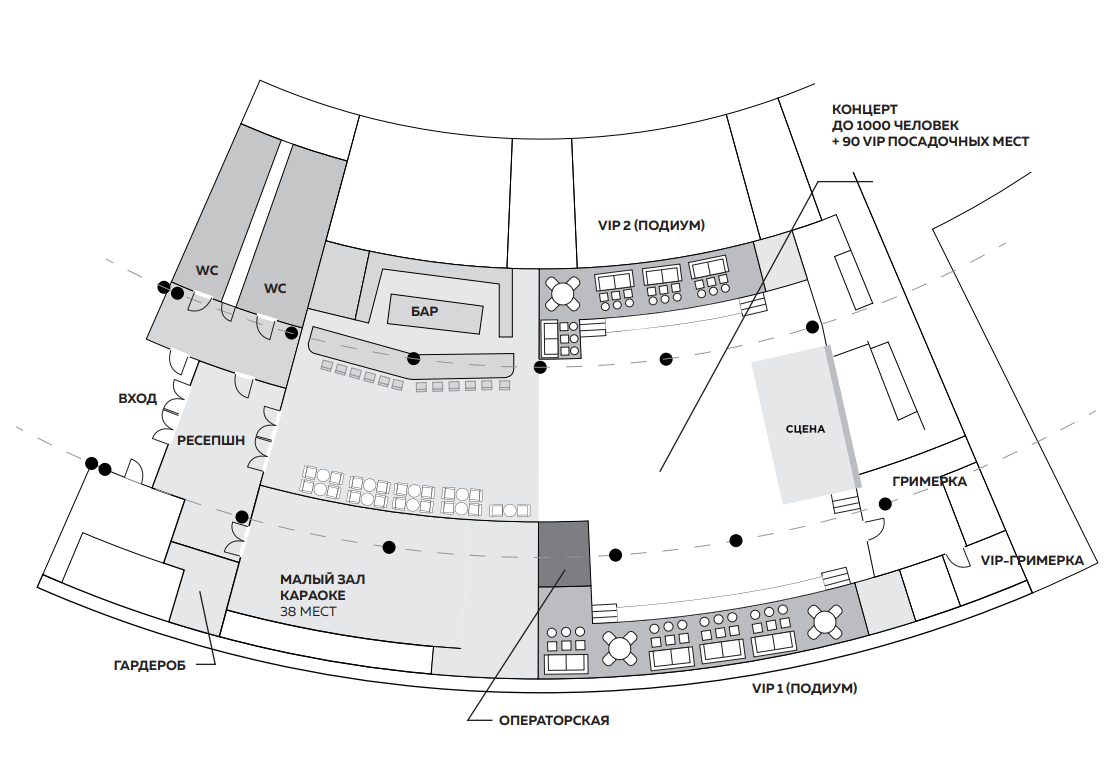 КОНЦЕРТ
ДО 1000 ЧЕЛОВЕК
+ 90 VIP ПОСАДОЧНЫХ МЕСТ
VIP 2 (ПОДИУМ)
WC
WC
БАР
ВХОД
РЕСЕПШН
СЦЕНА
ГРИМЕРКА
VIP-ГРИМЕРКА
МАЛЫЙ ЗАЛ
КАРАОКЕ
38 МЕСТ
ГАРДЕРОБ
VIP 1 (ПОДИУМ)
ОПЕРАТОРСКАЯ